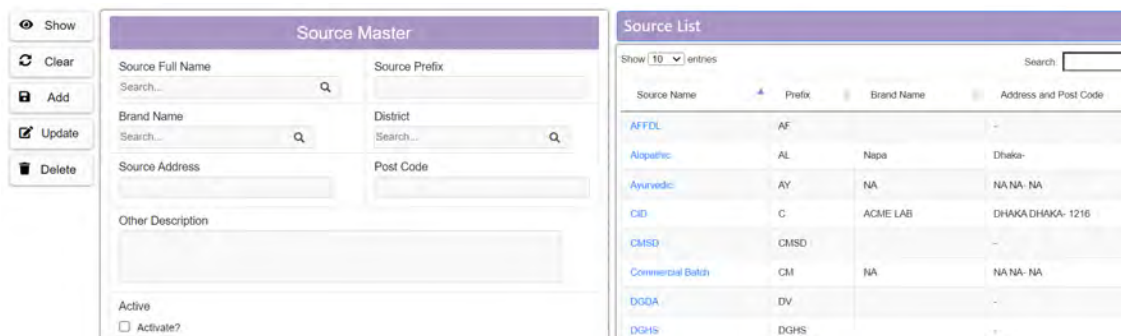 Show
Clear
Add
Update
Delete
Source Master
Source Full Name
Source Prefix
Search...
Brand Name
District
Search...
Search...
Source Address
Post Code
Other Description
Active
Activate?
Source List
Show 10 entries
Search:
Source Name Prefix Brand Name Address and Post Code
AFFDL AF -
Alopathic AL Napa Dhaka-
Ayurvedic AY NA NA NA- NA
CID C ACME LAB DHAKA DHAKA- 1216
CMSD CMSD -
Commercial Batch CM NA NA NA- NA
DGDA DV -
DGHS DGHS -